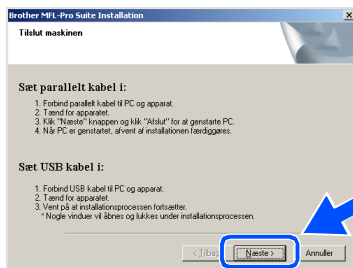 Brother MFL-Pro Suite Installation
Tilslut maskinen
Sæt parallelt kabel i:
1. Forbind parallelt kabel til PC og apparat.
2. Tænd for apparatet.
3. Klik "Næste" knappen og klik "Afslut" for at genstarte PC.
4. Når PC er genstartet, afvent af installationen færdiggøres.
Sæt USB kabel i:
1. Forbind USB kabel til PC og apparat.
2. Tænd for apparatet.
3. Vent på at installationsprocessen fortsætter.
* Nogle vinduer vil åbnes og lukkes under installationsprocessen.
Næste > Annuller